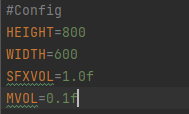 #Config
HEIGHT=800
WIDTH=600
SFXVOL=1.0f
MVOL=0.1f